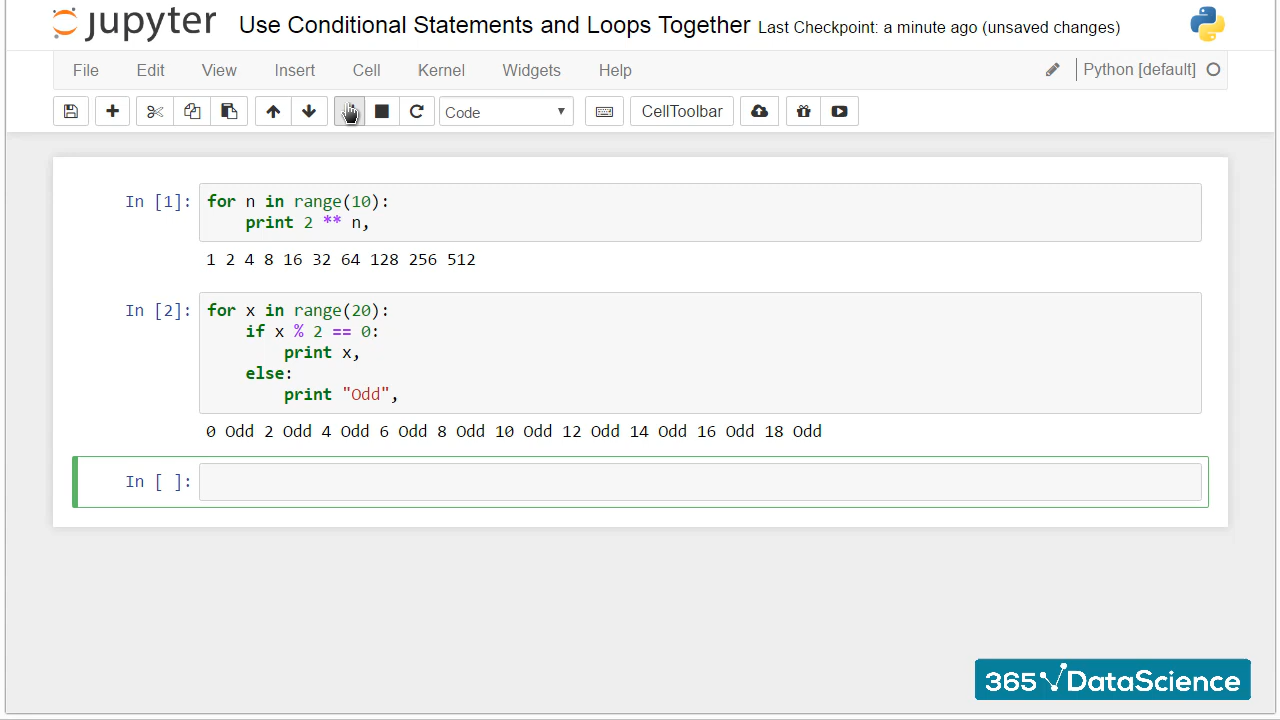 jupyter Use Conditional Statements and Loops Together Last Checkpoint: a minute ago (unsaved changes)
File Edit View Insert Cell Kernel Widgets Help Python [default]
Code CellToolbar
In [1]: for n in range(10):
    print 2 ** n,
1 2 4 8 16 32 64 128 256 512
In [2]: for x in range(20):
    if x % 2 == 0:
        print x,
    else:
        print "Odd",
0 Odd 2 Odd 4 Odd 6 Odd 8 Odd 10 Odd 12 Odd 14 Odd 16 Odd 18 Odd
In [ ]:
365 DataScience